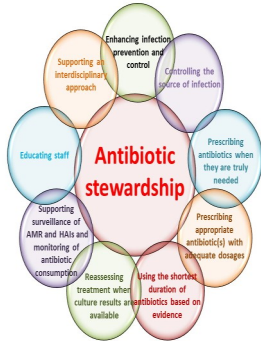 Enhancing infection
prevention and
control
Controlling the
source of infection
Prescribing
antibiotics when
they are truly
needed
Prescribing
appropriate
antibiotic(s) with
adequate dosages
Using the shortest
duration of
antibiotics based on
evidence
Reassessing
treatment when
culture results are
available
Supporting
surveillance of
AMR and HAIs and
monitoring of
antibiotic
consumption
Educating staff
Supporting an
interdisciplinary
approach
Antibiotic
stewardship